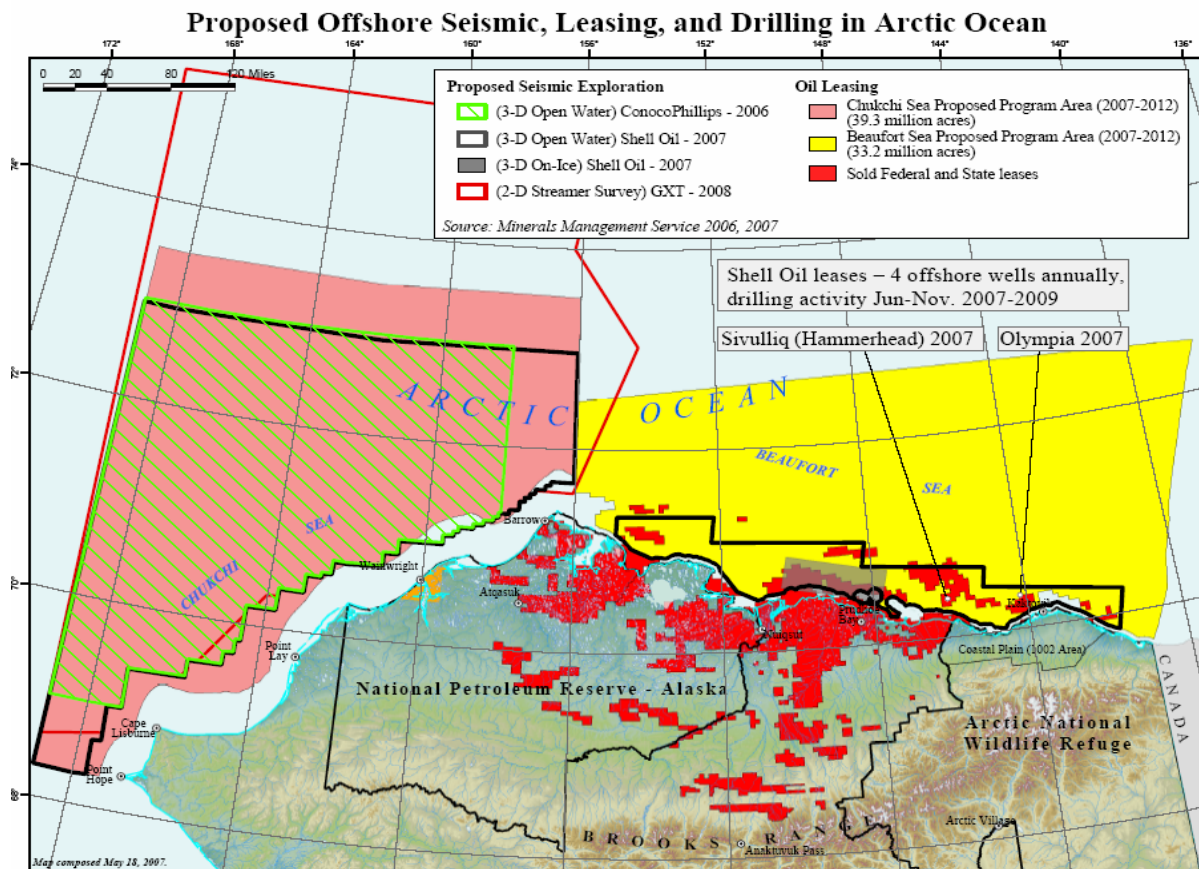 Proposed Offshore Seismic, Leasing, and Drilling in Arctic Ocean
172° 168° 164° 160° 156° 152° 148° 144° 140° 136°
0 20 40 80 120 Miles
Proposed Seismic Exploration
(3-D Open Water) ConocoPhillips - 2006
(3-D Open Water) Shell Oil - 2007
(3-D On-Ice) Shell Oil - 2007
(2-D Streamer Survey) GXT - 2008
Oil Leasing
Chukchi Sea Proposed Program Area (2007-2012)
(39.3 million acres)
Beaufort Sea Proposed Program Area (2007-2012)
(33.2 million acres)
Sold Federal and State leases
Source: Minerals Management Service 2006, 2007
74°
Shell Oil leases – 4 offshore wells annually,
drilling activity Jun-Nov. 2007-2009
Sivulliq (Hammerhead) 2007
Olympia 2007
72°
ARCTIC OCEAN
BEAUFORT SEA
CHUKCHI SEA
Barrow
Wainwright
70°
Atqasuk
Prudhoe
Bay
Nuiqsut
Point
Lay
Coastal Plain (1002 Area)
National Petroleum Reserve - Alaska
CANADA
Cape
Lisburne
Arctic National
Wildlife Refuge
Point
Hope
68°
Arctic Village
BROOKS RANGE
Anaktuvuk Pass
Map composed May 18, 2007.